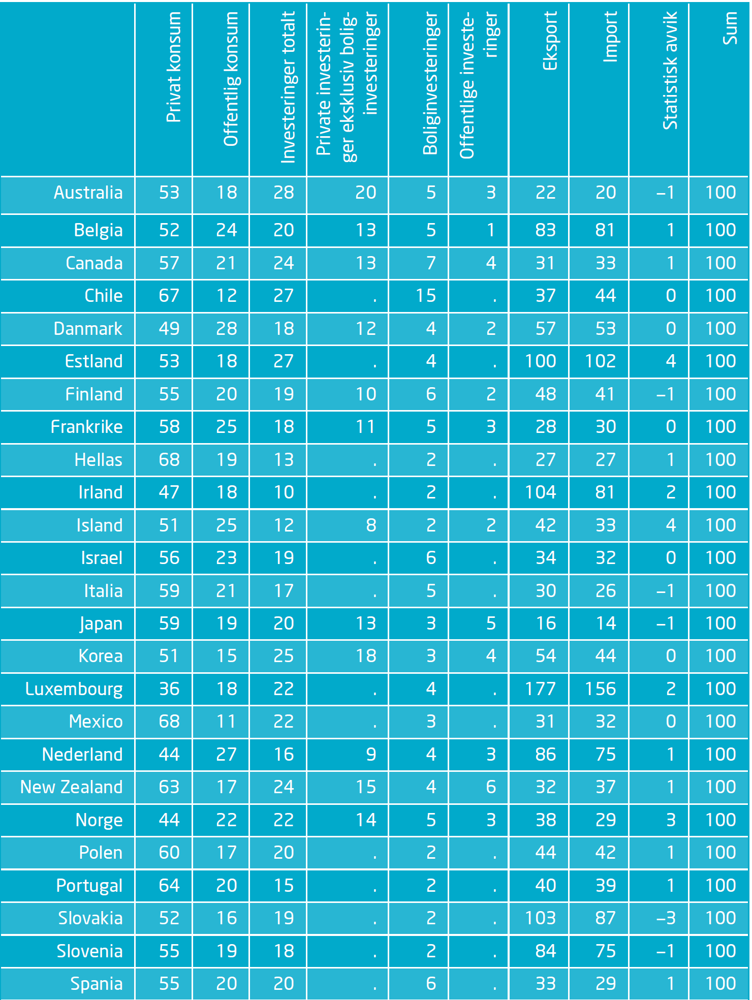 Privat konsum
Offentlig konsum
Investeringer totalt
Private investerin-
ger eksklusiv bolig-
investeringer
Boliginvesteringer
Offentlige investe-
ringer
Eksport
Import
Statistisk avvik
Sum
Australia 53 18 28 20 5 3 22 20 –1 100
Belgia 52 24 20 13 5 1 83 81 1 100
Canada 57 21 24 13 7 4 31 33 1 100
Chile 67 12 27 . 15 . 37 44 0 100
Danmark 49 28 18 12 4 2 57 53 0 100
Estland 53 18 27 . 4 . 100 102 4 100
Finland 55 20 19 10 6 2 48 41 –1 100
Frankrike 58 25 18 11 5 3 28 30 0 100
Hellas 68 19 13 . 2 . 27 27 1 100
Irland 47 18 10 . 2 . 104 81 2 100
Island 51 25 12 8 2 2 42 33 4 100
Israel 56 23 19 . 6 . 34 32 0 100
Italia 59 21 17 . 5 . 30 26 –1 100
Japan 59 19 20 13 3 5 16 14 –1 100
Korea 51 15 25 18 3 4 54 44 0 100
Luxembourg 36 18 22 . 4 . 177 156 2 100
Mexico 68 11 22 . 3 . 31 32 0 100
Nederland 44 27 16 9 4 3 86 75 1 100
New Zealand 63 17 24 15 4 6 32 37 1 100
Norge 44 22 22 14 5 3 38 29 3 100
Polen 60 17 20 . 2 . 44 42 1 100
Portugal 64 20 15 . 2 . 40 39 1 100
Slovakia 52 16 19 . 2 . 103 87 –3 100
Slovenia 55 19 18 . 2 . 84 75 –1 100
Spania 55 20 20 . 6 . 33 29 1 100